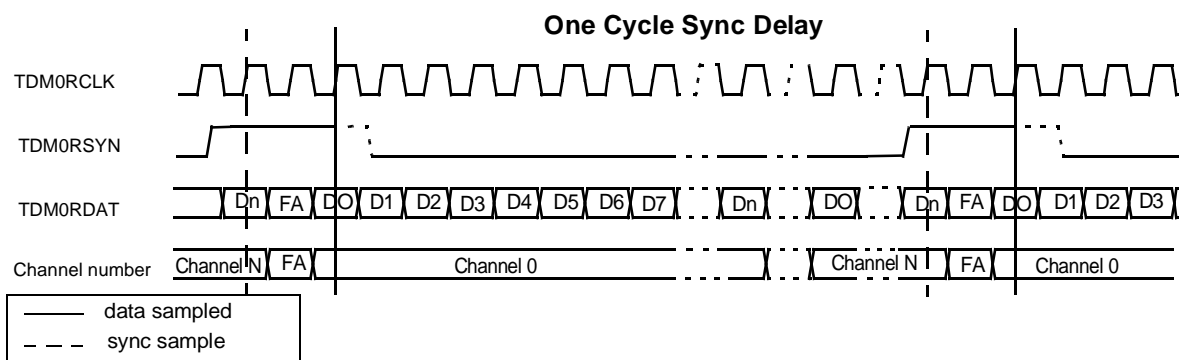 One Cycle Sync Delay
TDM0RCLK
TDM0RSYN
TDM0RDAT
Dn FA DO D1 D2 D3 D4 D5 D6 D7 Dn DO Dn FA DO D1 D2 D3
Channel number
Channel N FA Channel 0 Channel N FA Channel 0
data sampled
sync sample